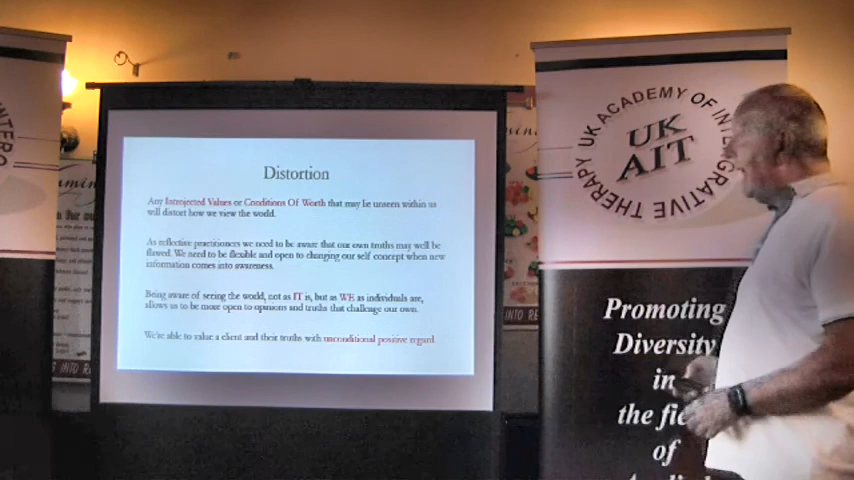 Distortion
Any Introjected Values or Conditions Of Worth that may lie unseen within us
will distort how we view the world.
As reflective practitioners we need to be aware that our own truths may well be
flawed. We need to be flexible and open to changing our self concept when new
information comes into awareness.
Being aware of seeing the world, not as IT is, but as WE as individuals are,
allows us to be more open to opinions and truths that challenge our own.
We're able to value a client and their truths with unconditional positive regard.
UK ACADEMY OF INTEGRATIVE THERAPY
UK
AIT
Promoting
Diversity
in
the
of
INTO